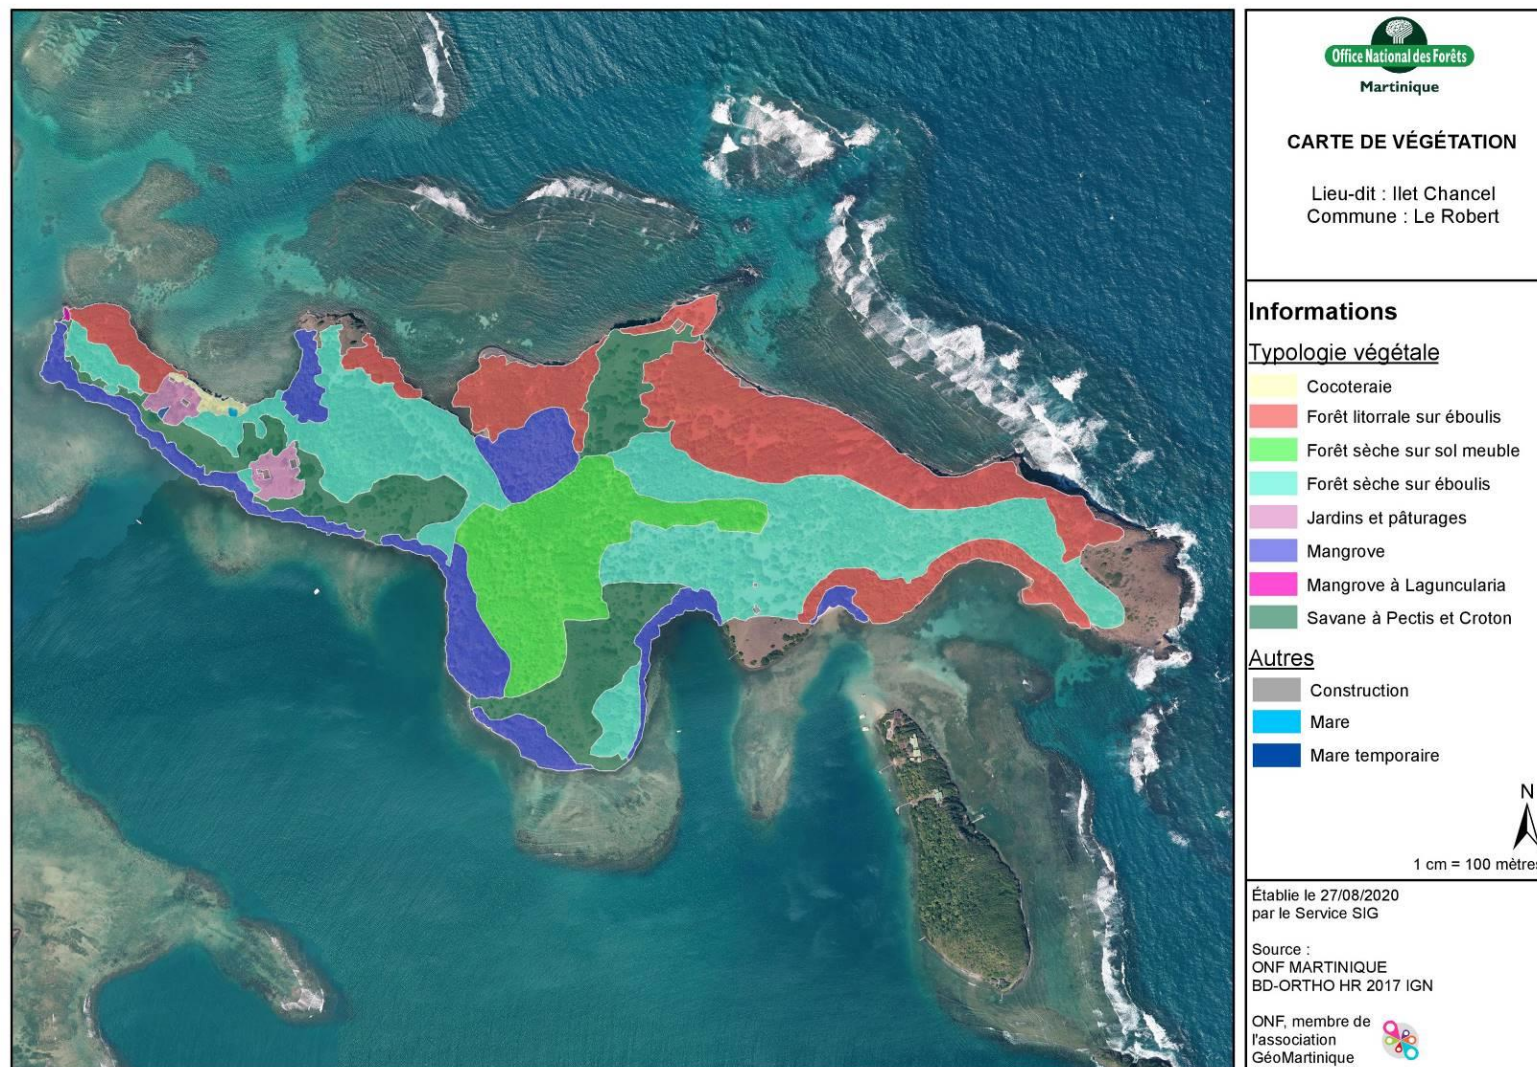 Office National des Forêts
Martinique
CARTE DE VÉGÉTATION
Lieu-dit : Ilet Chancel
Commune : Le Robert
Informations
Typologie végétale
Cocoteraie
Forêt litorrale sur éboulis
Forêt sèche sur sol meuble
Forêt sèche sur éboulis
Jardins et pâturages
Mangrove
Mangrove à Laguncularia
Savane à Pectis et Croton
Autres
Construction
Mare
Mare temporaire
N
1 cm = 100 mètres
Établie le 27/08/2020
par le Service SIG
Source :
ONF MARTINIQUE
BD-ORTHO HR 2017 IGN
ONF, membre de
l'association
GéoMartinique